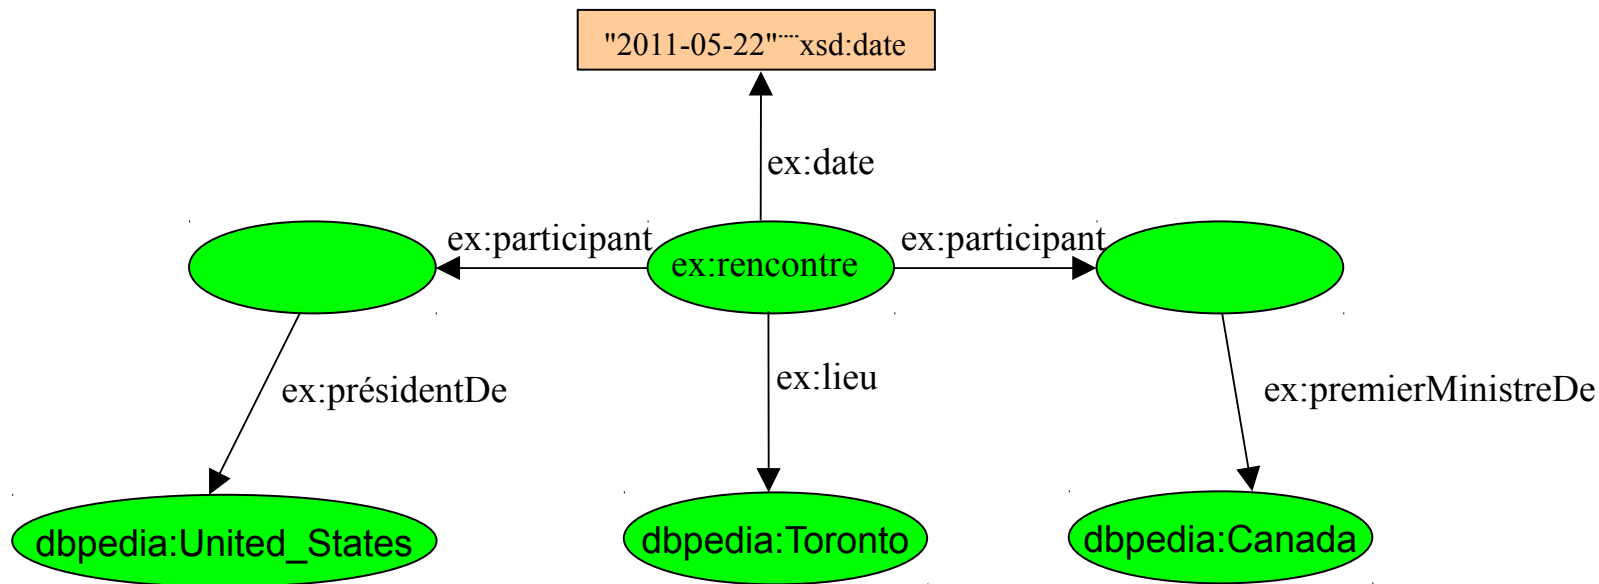 "2011-05-22"^^xsd:date
ex:date
ex:participant
ex:rencontre
ex:participant
ex:présidentDe
ex:lieu
ex:premierMinistreDe
dbpedia:United_States
dbpedia:Toronto
dbpedia:Canada